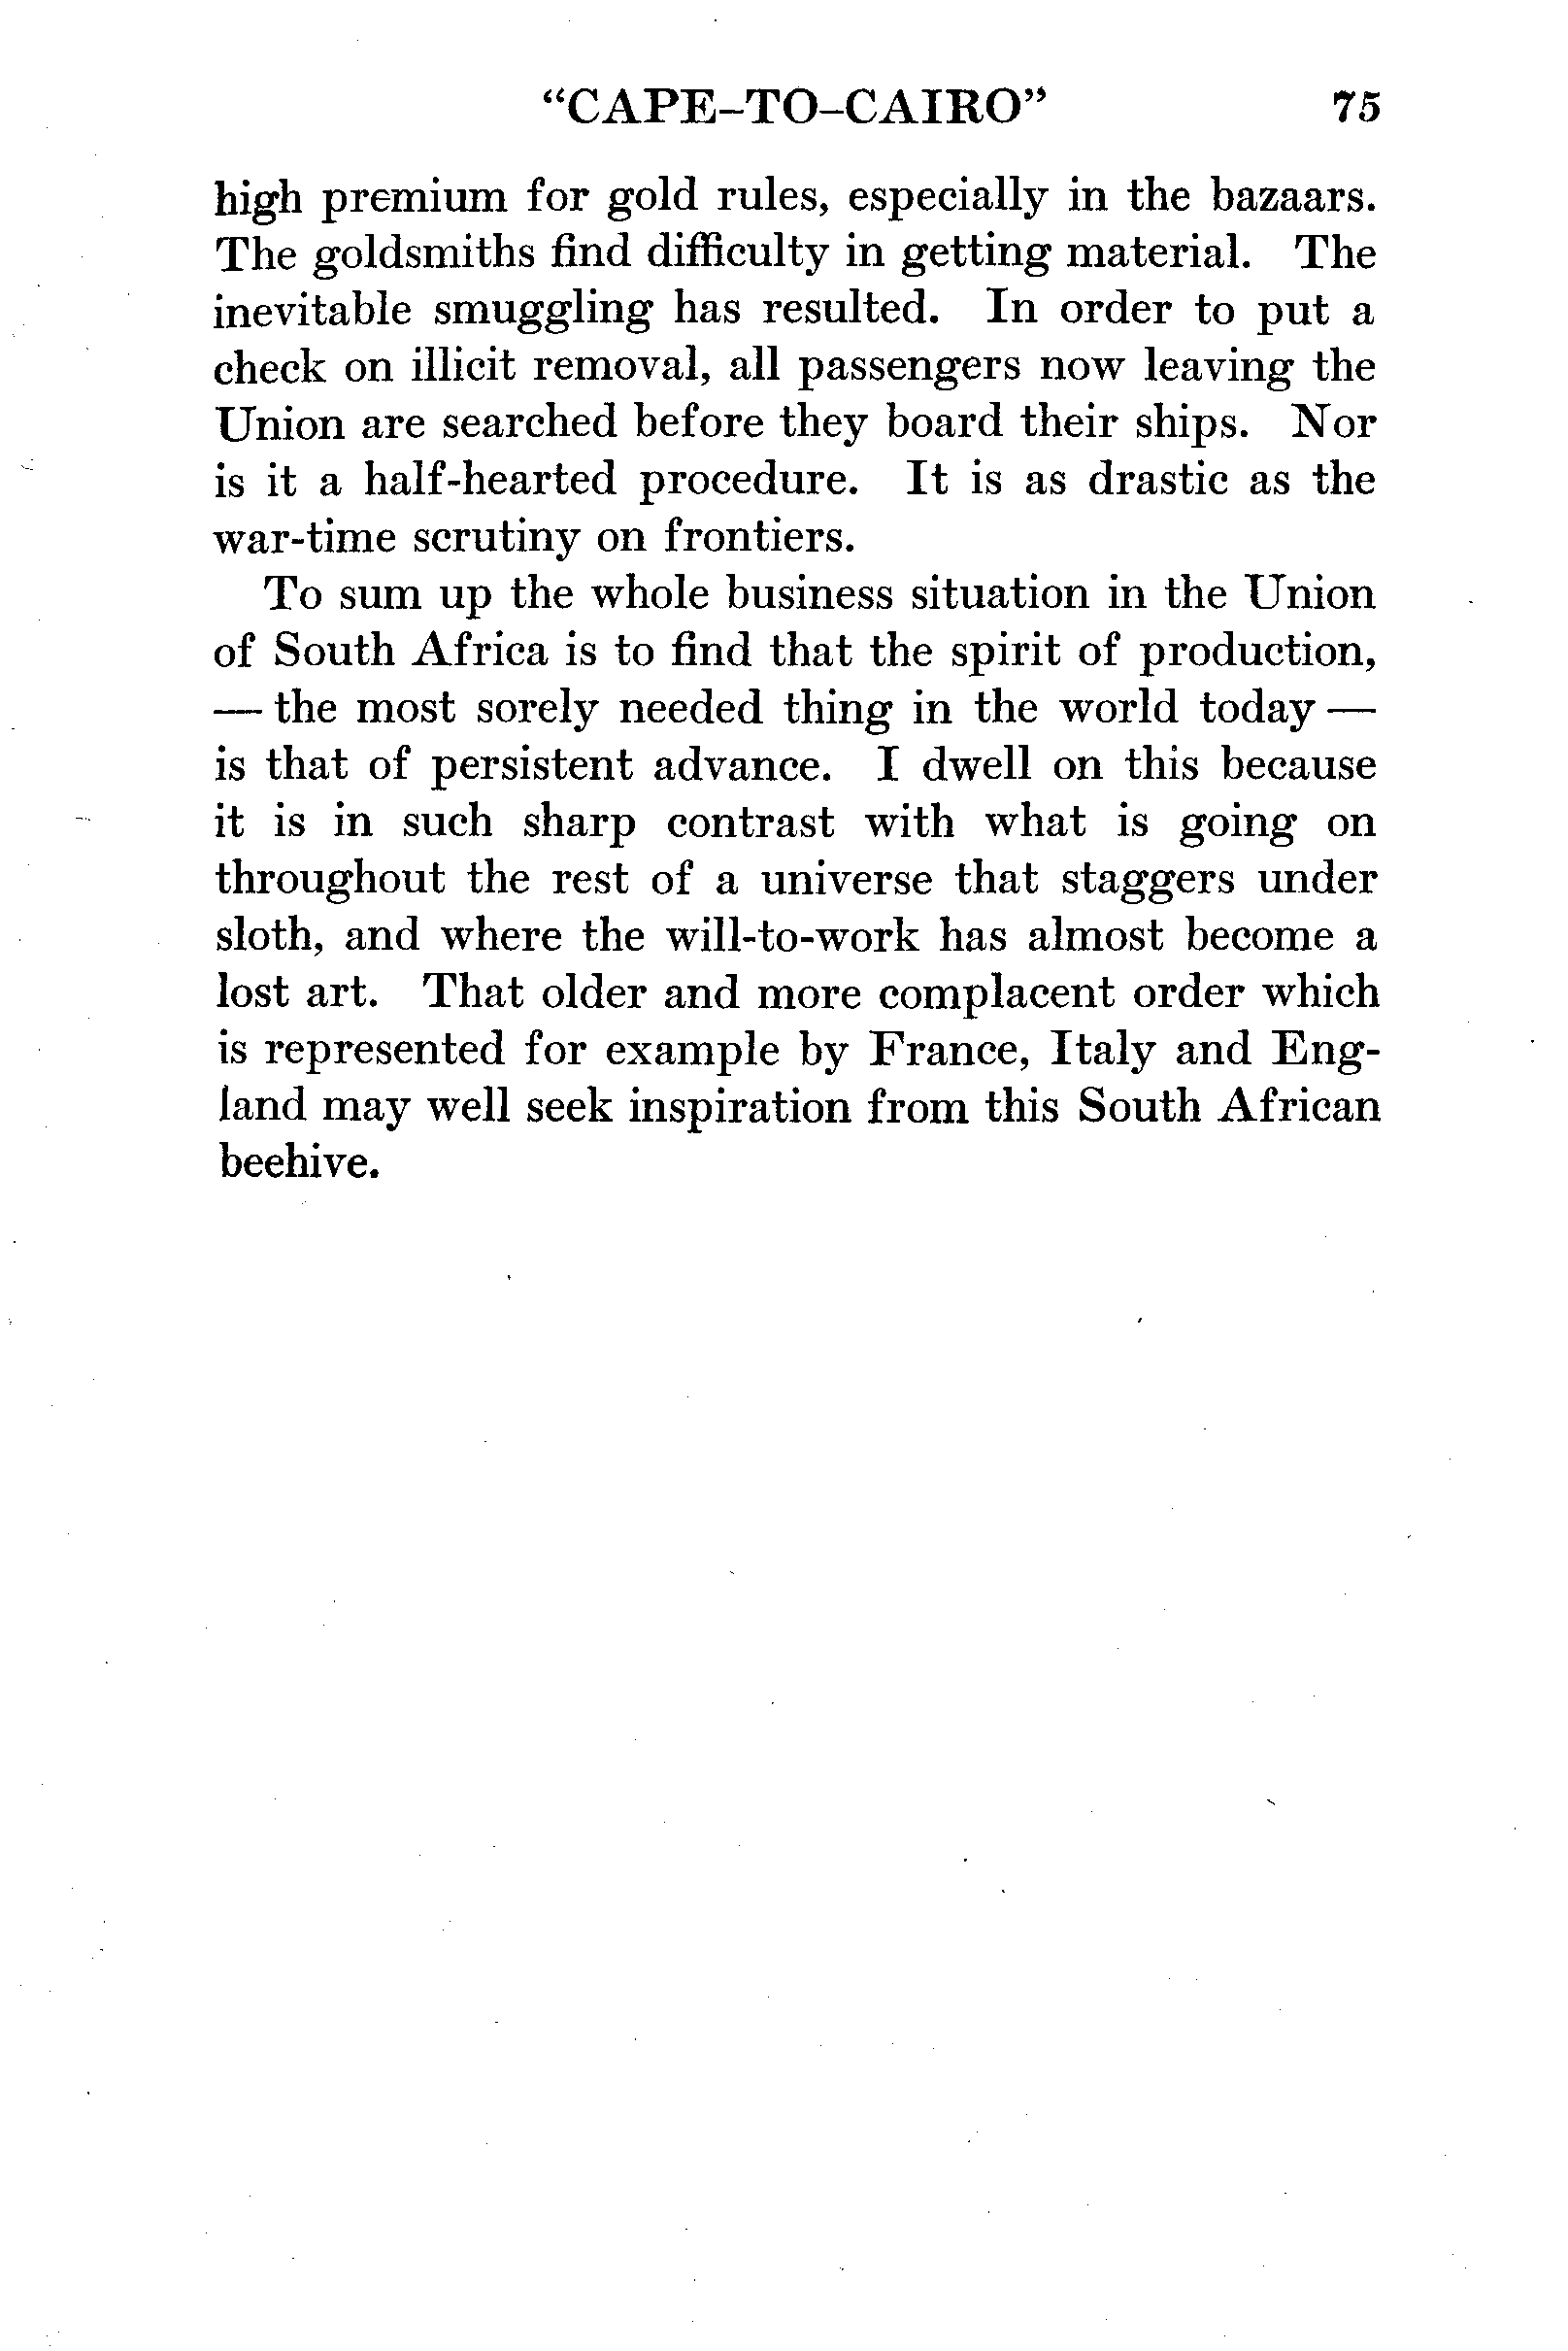 “CAPE–TO–CAIRO” 75
high premium for gold rules, especially in the bazaars.
The goldsmiths find difficulty in getting material. The
inevitable smuggling has resulted. In order to put a
check on illicit removal, all passengers now leaving the
Union are searched before they board their ships. Nor
is it a half-hearted procedure. It is as drastic as the
war-time scrutiny on frontiers.
To sum up the whole business situation in the Union
of South Africa is to find that the spirit of production,
— the most sorely needed thing in the world today —
is that of persistent advance. I dwell on this because
it is in such sharp contrast with what is going on
throughout the rest of a universe that staggers under
sloth, and where the will-to-work has almost become a
lost art. That older and more complacent order which
is represented for example by France, Italy and Eng-
land may well seek inspiration from this South African
beehive.